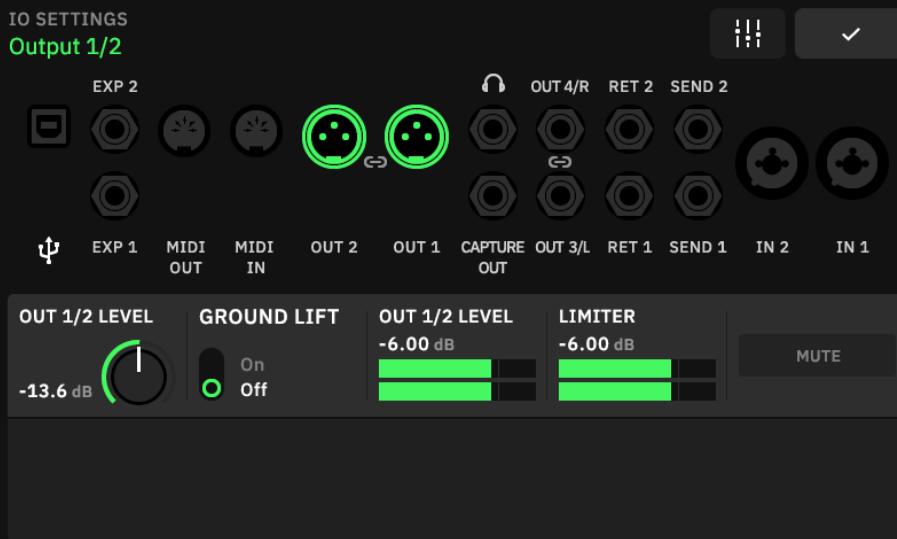 IO SETTINGS
Output 1/2
EXP 2
OUT 4/R
RET 2
SEND 2
EXP 1
MIDI
OUT
MIDI
IN
OUT 2
OUT 1
CAPTURE
OUT
OUT 3/L
RET 1
SEND 1
IN 2
IN 1
OUT 1/2 LEVEL
-13.6 dB
GROUND LIFT
On
Off
OUT 1/2 LEVEL
-6.00 dB
LIMITER
-6.00 dB
MUTE